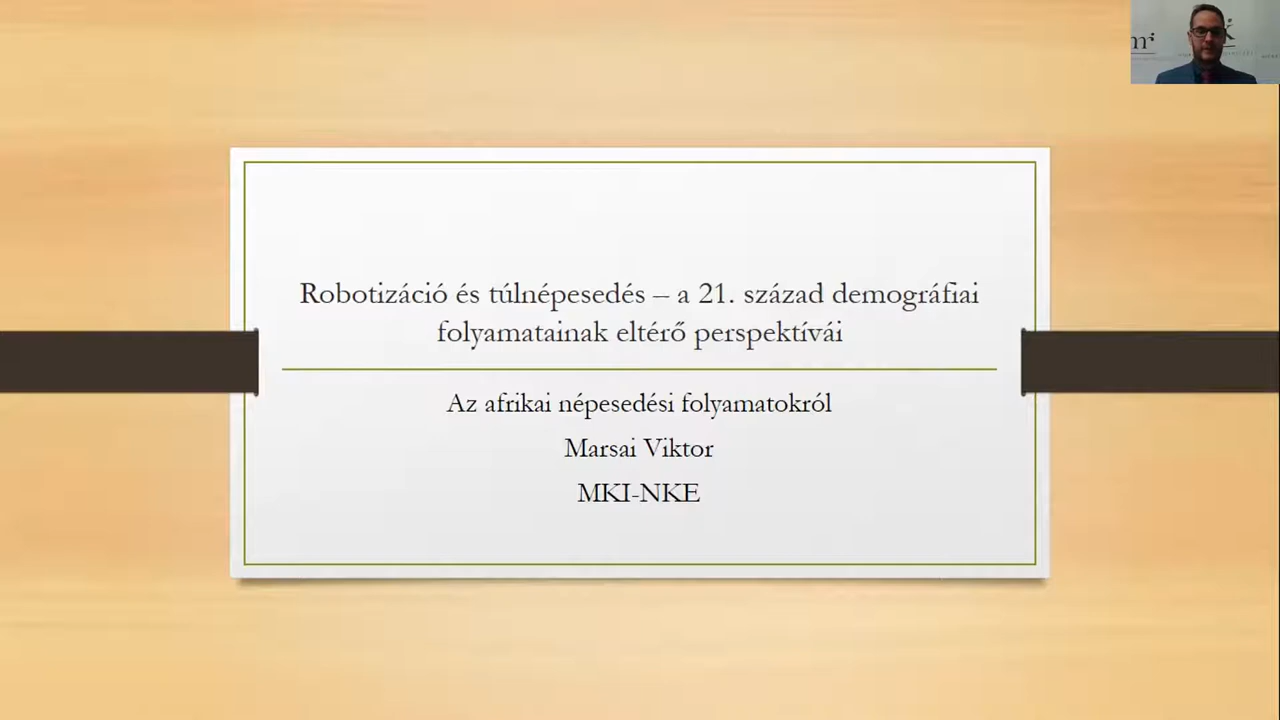 Robotizáció és túlnépesedés – a 21. század demográfiai
folyamatainak eltérő perspektívái
Az afrikai népesedési folyamatokról
Marsai Viktor
MKI-NKE